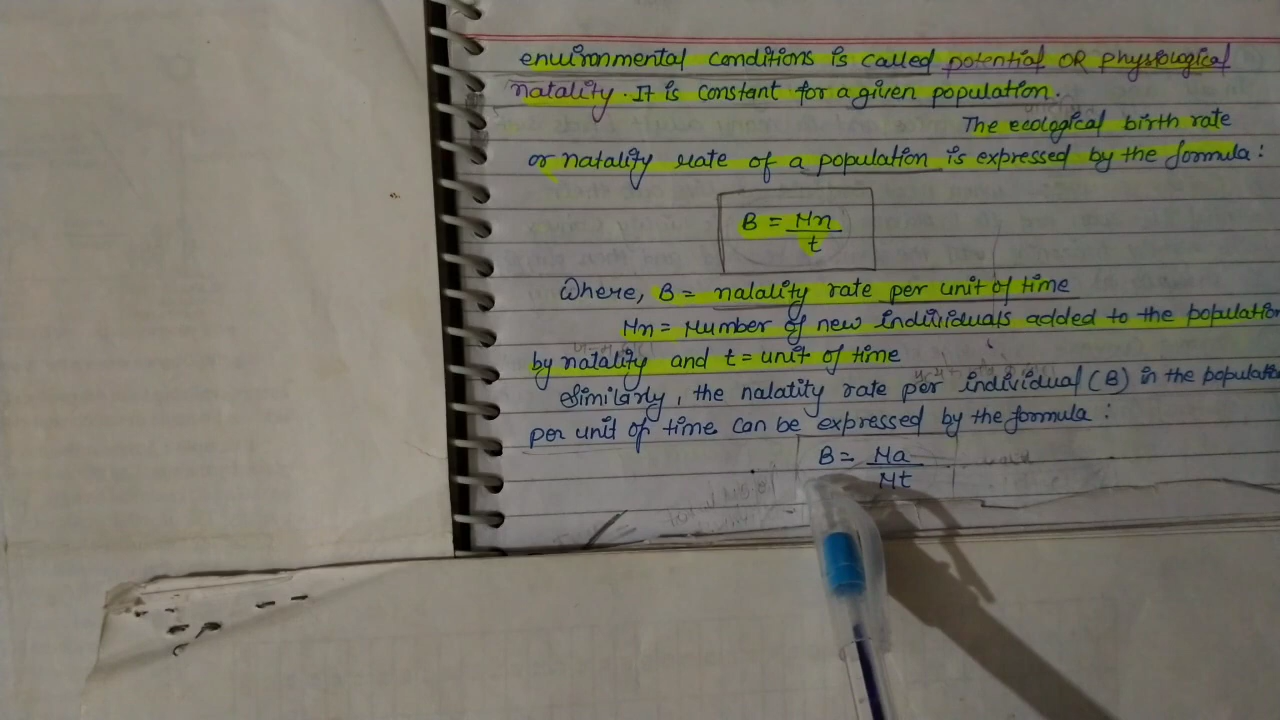 environmental conditions is called potential OR physiological
natality. It is constant for a given population.
The ecological birth rate
or natality rate of a population is expressed by the formula:
B = Nn
t
Where, B = nalality rate per unit of time
Nn = Number of new individuals added to the population
by natality and t = unit of time
Similarly, the nalatity rate per individual (B) in the populatio
per unit of time can be expressed by the formula:
B = Na
Nt